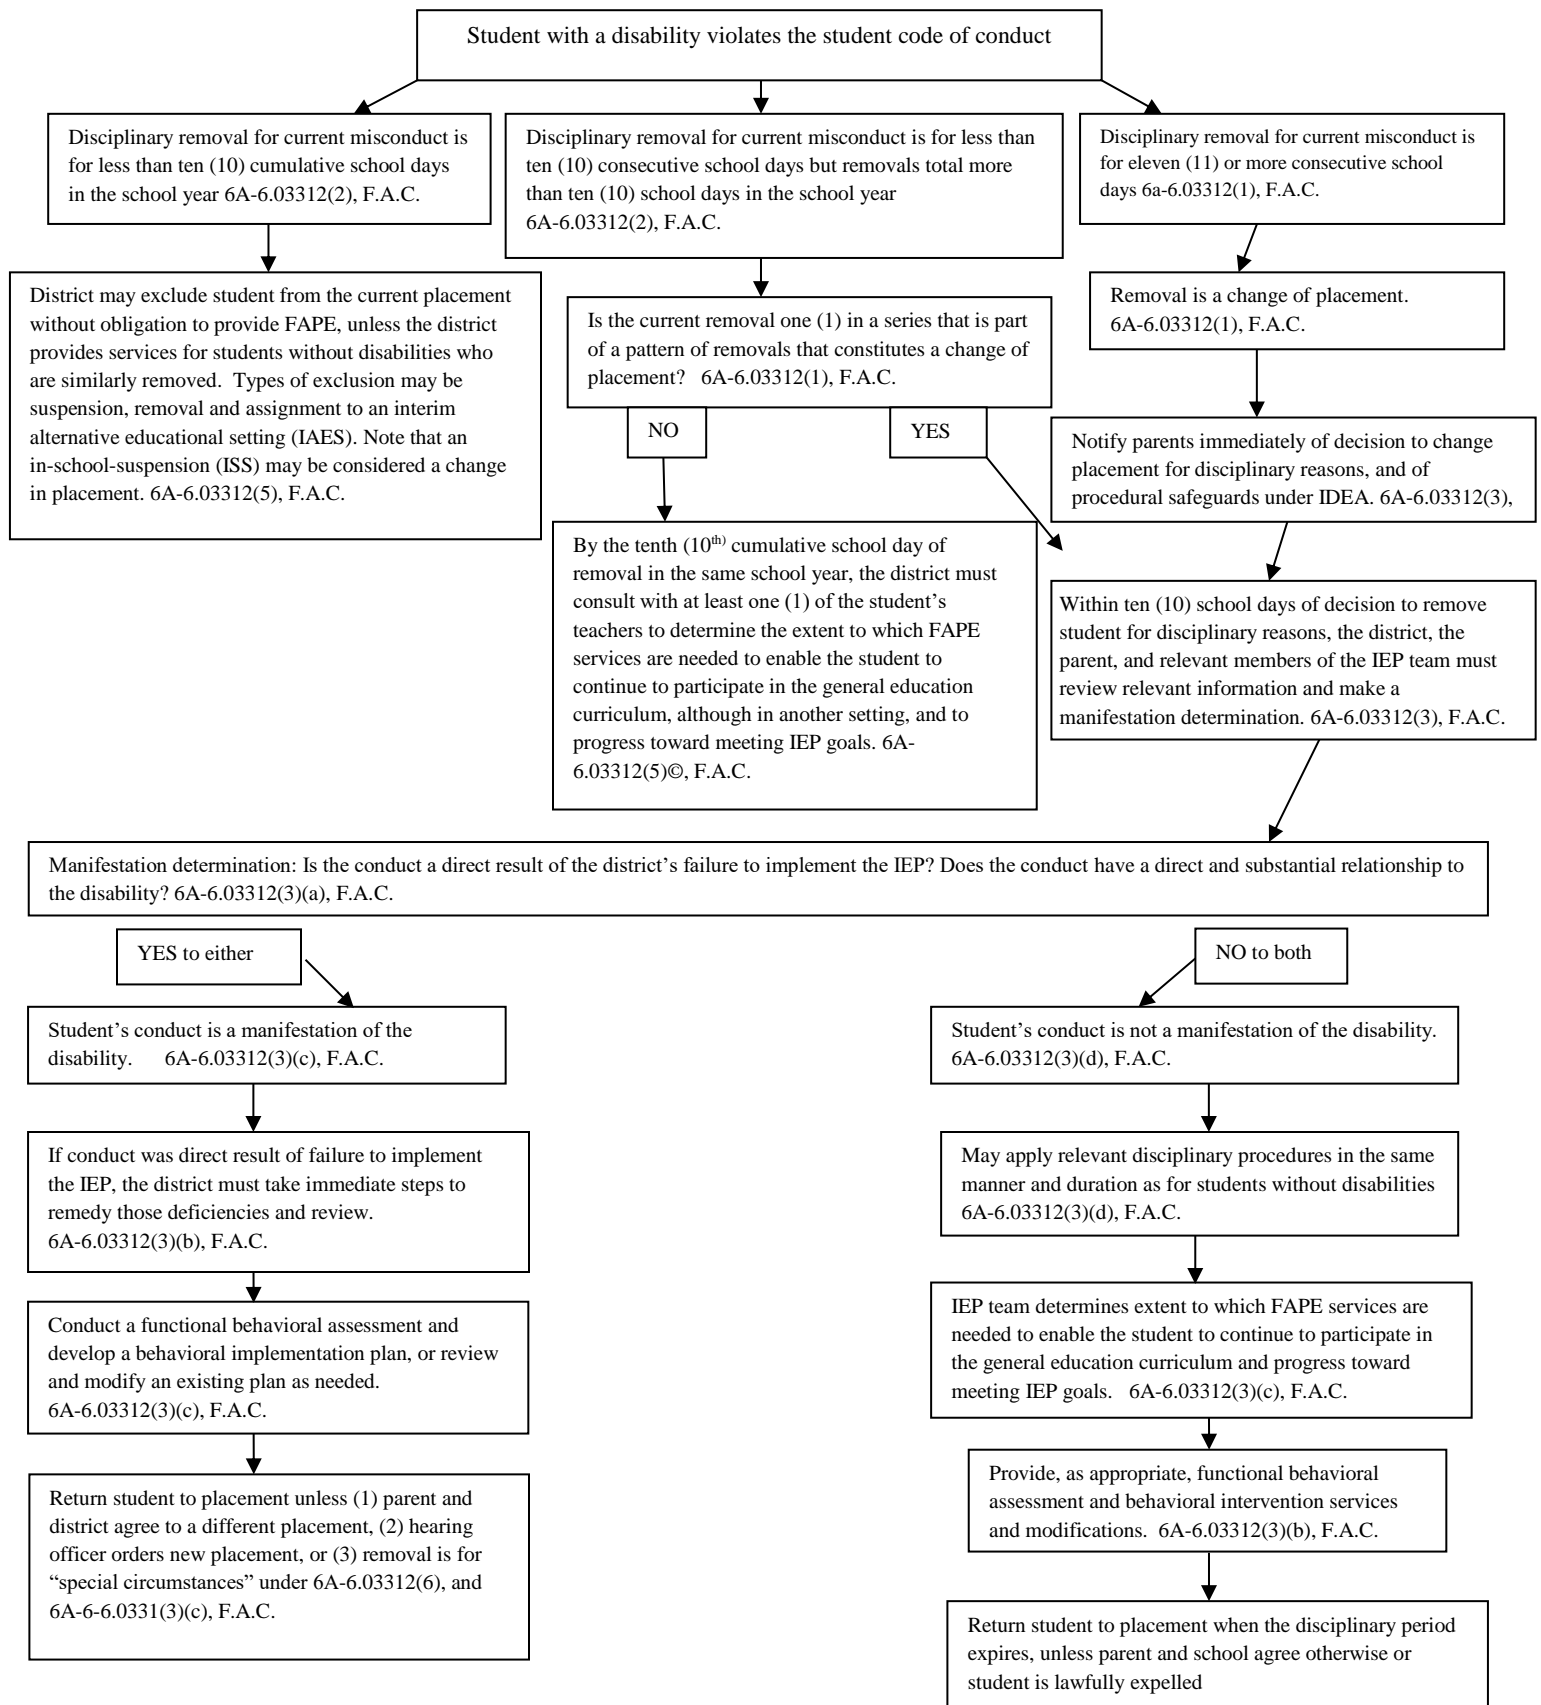 Student with a disability violates the student code of conduct
Disciplinary removal for current misconduct is
for less than ten (10) cumulative school days
in the school year 6A-6.03312(2), F.A.C.
Disciplinary removal for current misconduct is for less than
ten (10) consecutive school days but removals total more
than ten (10) school days in the school year
6A-6.03312(2), F.A.C.
Disciplinary removal for current misconduct is
for eleven (11) or more consecutive school
days 6a-6.03312(1), F.A.C.
District may exclude student from the current placement
without obligation to provide FAPE, unless the district
provides services for students without disabilities who
are similarly removed.  Types of exclusion may be
suspension, removal and assignment to an interim
alternative educational setting (IAES). Note that an
in-school-suspension (ISS) may be considered a change
in placement. 6A-6.03312(5), F.A.C.
Is the current removal one (1) in a series that is part
of a pattern of removals that constitutes a change of
placement?   6A-6.03312(1), F.A.C.
NO
YES
Removal is a change of placement.
6A-6.03312(1), F.A.C.
Notify parents immediately of decision to change
placement for disciplinary reasons, and of
procedural safeguards under IDEA. 6A-6.03312(3),
By the tenth (10th) cumulative school day of
removal in the same school year, the district must
consult with at least one (1) of the student’s
teachers to determine the extent to which FAPE
services are needed to enable the student to
continue to participate in the general education
curriculum, although in another setting, and to
progress toward meeting IEP goals. 6A-
6.03312(5)©, F.A.C.
Within ten (10) school days of decision to remove
student for disciplinary reasons, the district, the
parent, and relevant members of the IEP team must
review relevant information and make a
manifestation determination. 6A-6.03312(3), F.A.C.
Manifestation determination: Is the conduct a direct result of the district’s failure to implement the IEP? Does the conduct have a direct and substantial relationship to
the disability? 6A-6.03312(3)(a), F.A.C.
YES to either
NO to both
Student’s conduct is a manifestation of the
disability.     6A-6.03312(3)(c), F.A.C.
If conduct was direct result of failure to implement
the IEP, the district must take immediate steps to
remedy those deficiencies and review.
6A-6.03312(3)(b), F.A.C.
Conduct a functional behavioral assessment and
develop a behavioral implementation plan, or review
and modify an existing plan as needed.
6A-6.03312(3)(c), F.A.C.
Return student to placement unless (1) parent and
district agree to a different placement, (2) hearing
officer orders new placement, or (3) removal is for
“special circumstances” under 6A-6.03312(6), and
6A-6-6.0331(3)(c), F.A.C.
Student’s conduct is not a manifestation of the disability.
6A-6.03312(3)(d), F.A.C.
May apply relevant disciplinary procedures in the same
manner and duration as for students without disabilities
6A-6.03312(3)(d), F.A.C.
IEP team determines extent to which FAPE services are
needed to enable the student to continue to participate in
the general education curriculum and progress toward
meeting IEP goals.   6A-6.03312(3)(c), F.A.C.
Provide, as appropriate, functional behavioral
assessment and behavioral intervention services
and modifications.  6A-6.03312(3)(b), F.A.C.
Return student to placement when the disciplinary period
expires, unless parent and school agree otherwise or
student is lawfully expelled